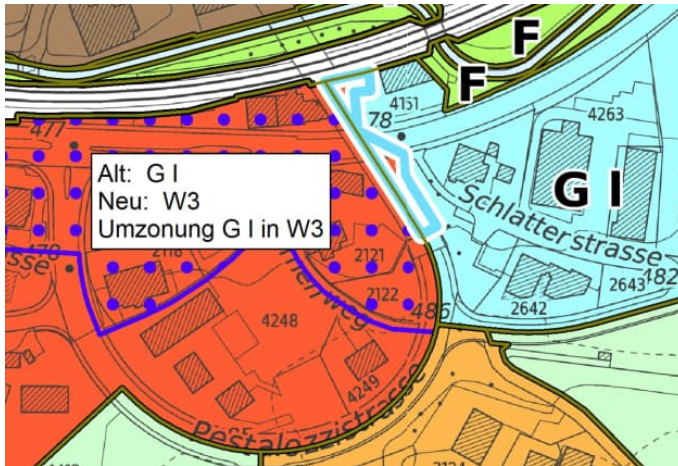 F
F
4151
4263
477
78
Alt: G I
Neu: W3
Umzonung G I in W3
G I
Schlatterstrasse
478
sse
2118
2121
482
2643
2122
486
2642
4248
4249
Pestalozzistrasse